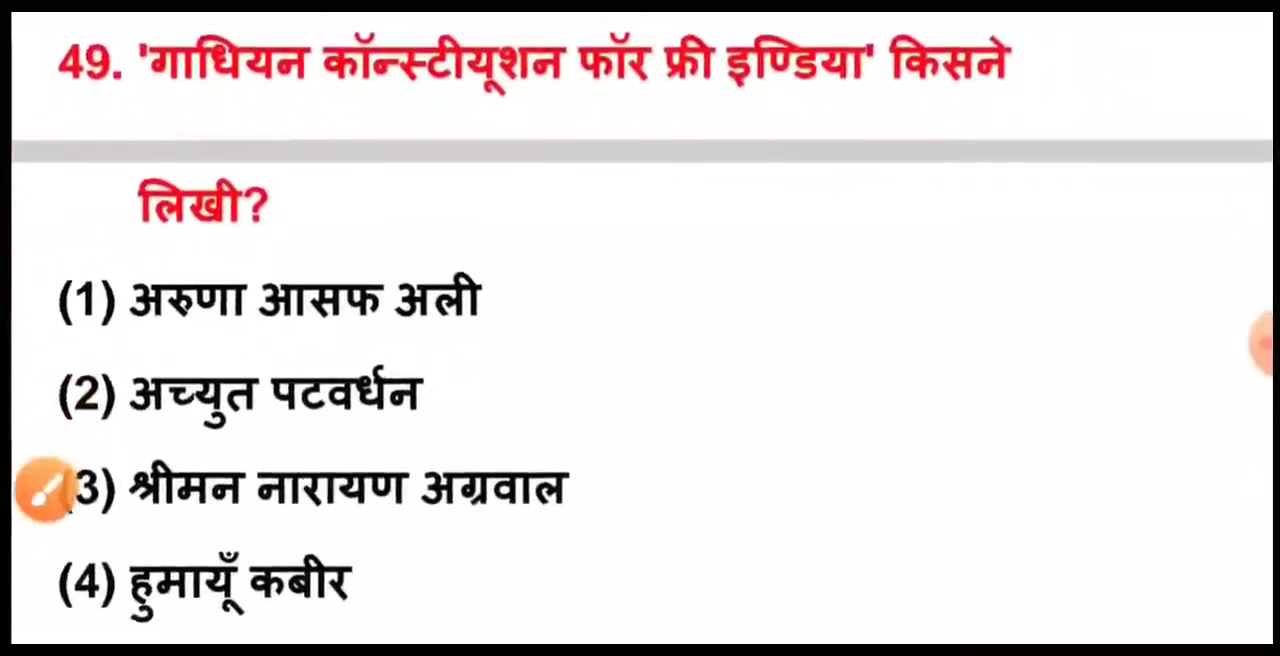 49. 'गाधियन कॉन्स्टीयूशन फॉर फ्री इण्डिया' किसने
लिखी?
(1) अरुणा आसफ अली
(2) अच्युत पटवर्धन
(3) श्रीमन नारायण अग्रवाल
(4) हुमायूँ कबीर